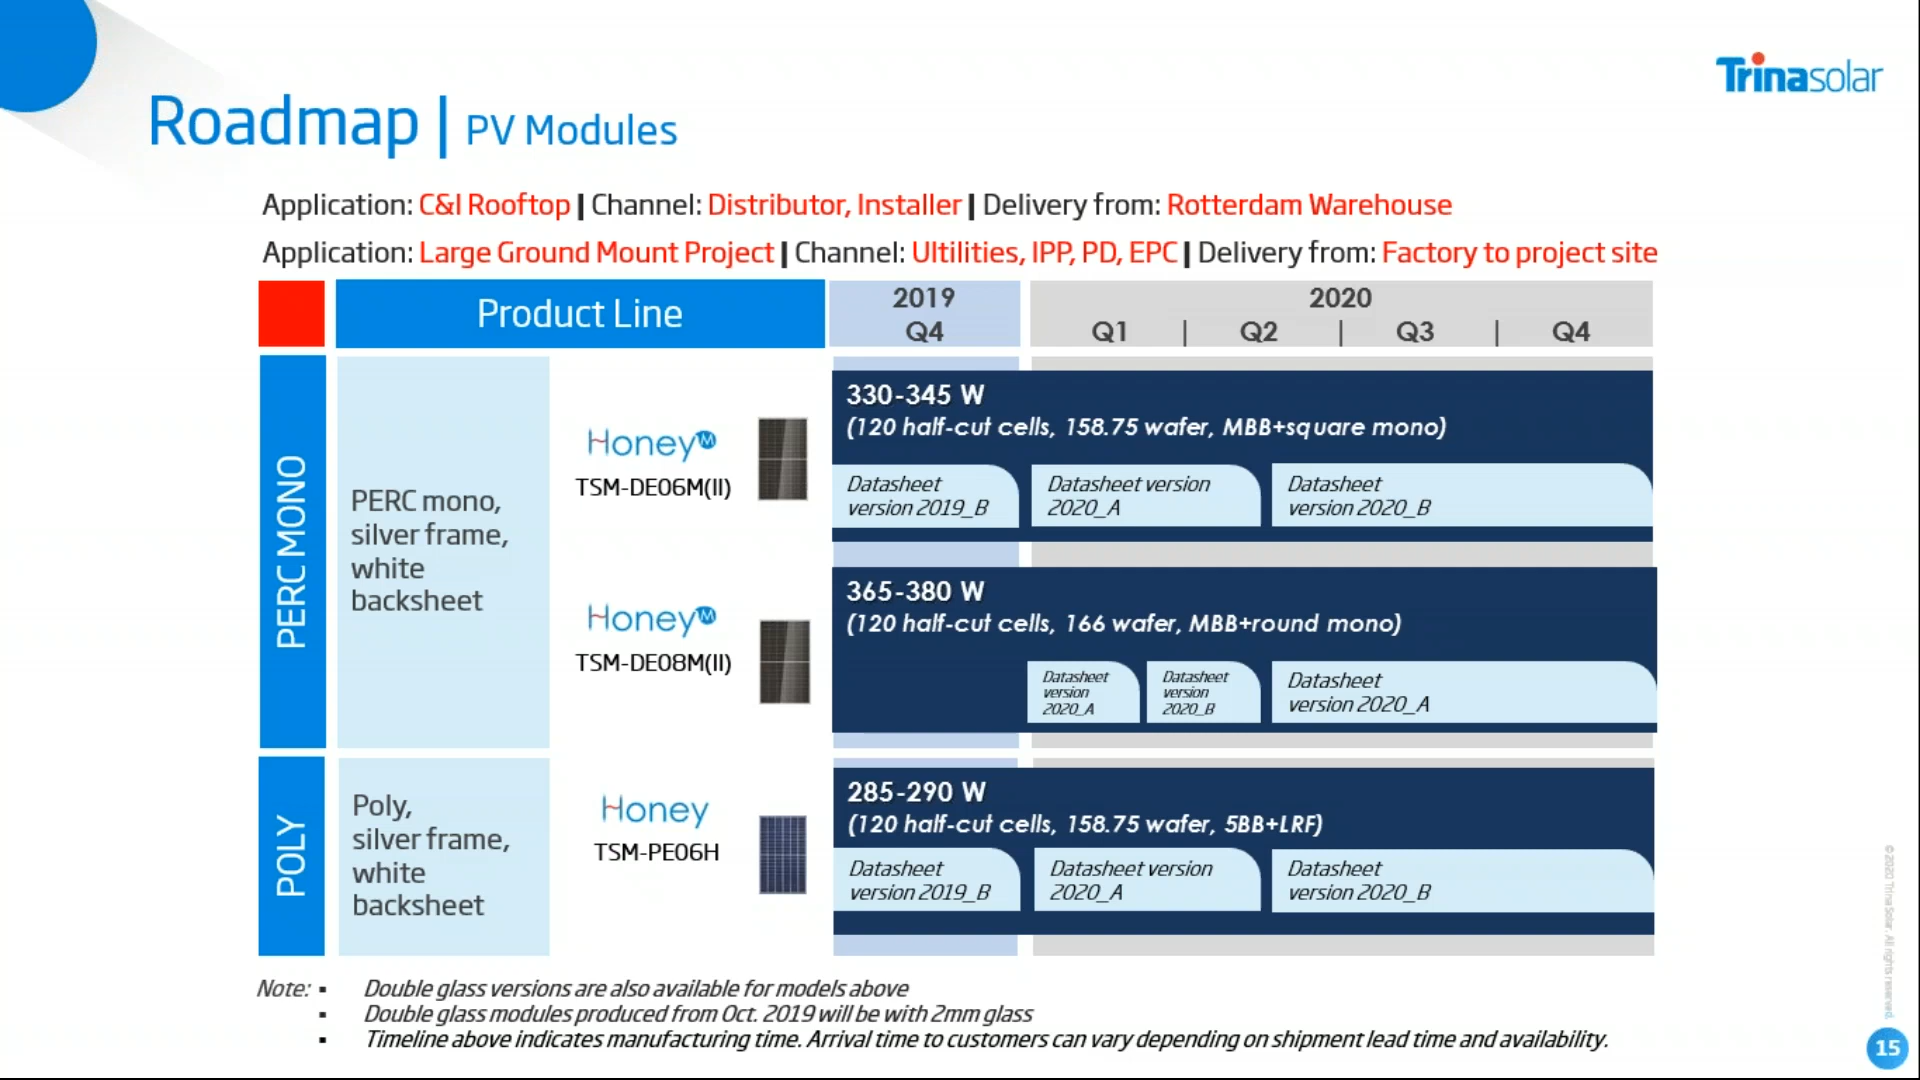 Trinasolar
Roadmap | PV Modules
Application: C&I Rooftop | Channel: Distributor, Installer | Delivery from: Rotterdam Warehouse
Application: Large Ground Mount Project | Channel: Ultilities, IPP, PD, EPC | Delivery from: Factory to project site
Product Line
2019
Q4
2020
Q1 | Q2 | Q3 | Q4
PERC MONO
PERC mono,
silver frame,
white
backsheet
Honey M
TSM-DE06M(II)
330-345 W
(120 half-cut cells, 158.75 wafer, MBB+square mono)
Datasheet
version 2019_B
Datasheet version
2020_A
Datasheet
version 2020_B
Honey M
TSM-DE08M(II)
365-380 W
(120 half-cut cells, 166 wafer, MBB+round mono)
Datasheet
version
2020_A
Datasheet
version
2020_B
Datasheet
version 2020_A
POLY
Poly,
silver frame,
white
backsheet
Honey
TSM-PE06H
285-290 W
(120 half-cut cells, 158.75 wafer, 5BB+LRF)
Datasheet
version 2019_B
Datasheet version
2020_A
Datasheet
version 2020_B
Note: ▪ Double glass versions are also available for models above
▪ Double glass modules produced from Oct. 2019 will be with 2mm glass
▪ Timeline above indicates manufacturing time. Arrival time to customers can vary depending on shipment lead time and availability.
© 2020 Trina Solar. All rights reserved.
15